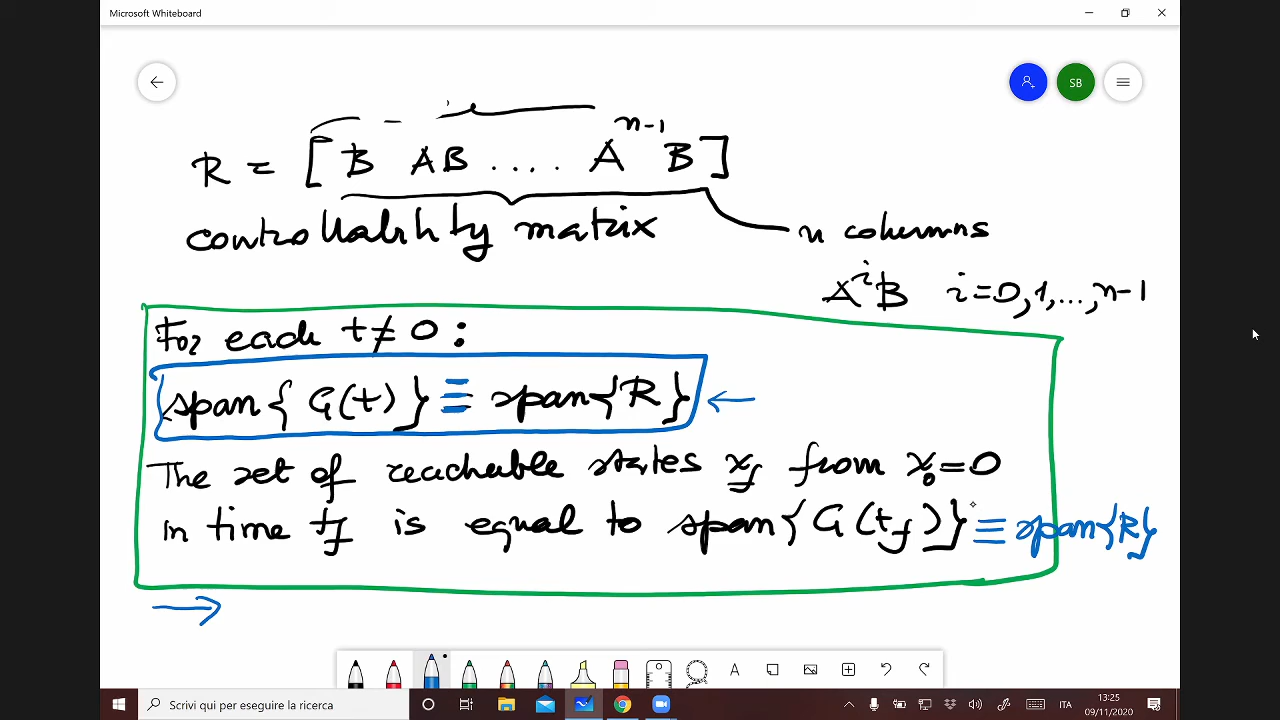 Microsoft Whiteboard
SB
R = [ B AB .... A^{n-1} B ]
controllability matrix
n columns
A^i B i=0,1,...,n-1
For each t ≠ 0 :
span{ G(t) } ≡ span{R} ←
The set of reachable states x_f from x_0 = 0
in time t_f is equal to span{ G(t_f) } ≡ span{R}
→
A
Scrivi qui per eseguire la ricerca
ITA
13:25
09/11/2020